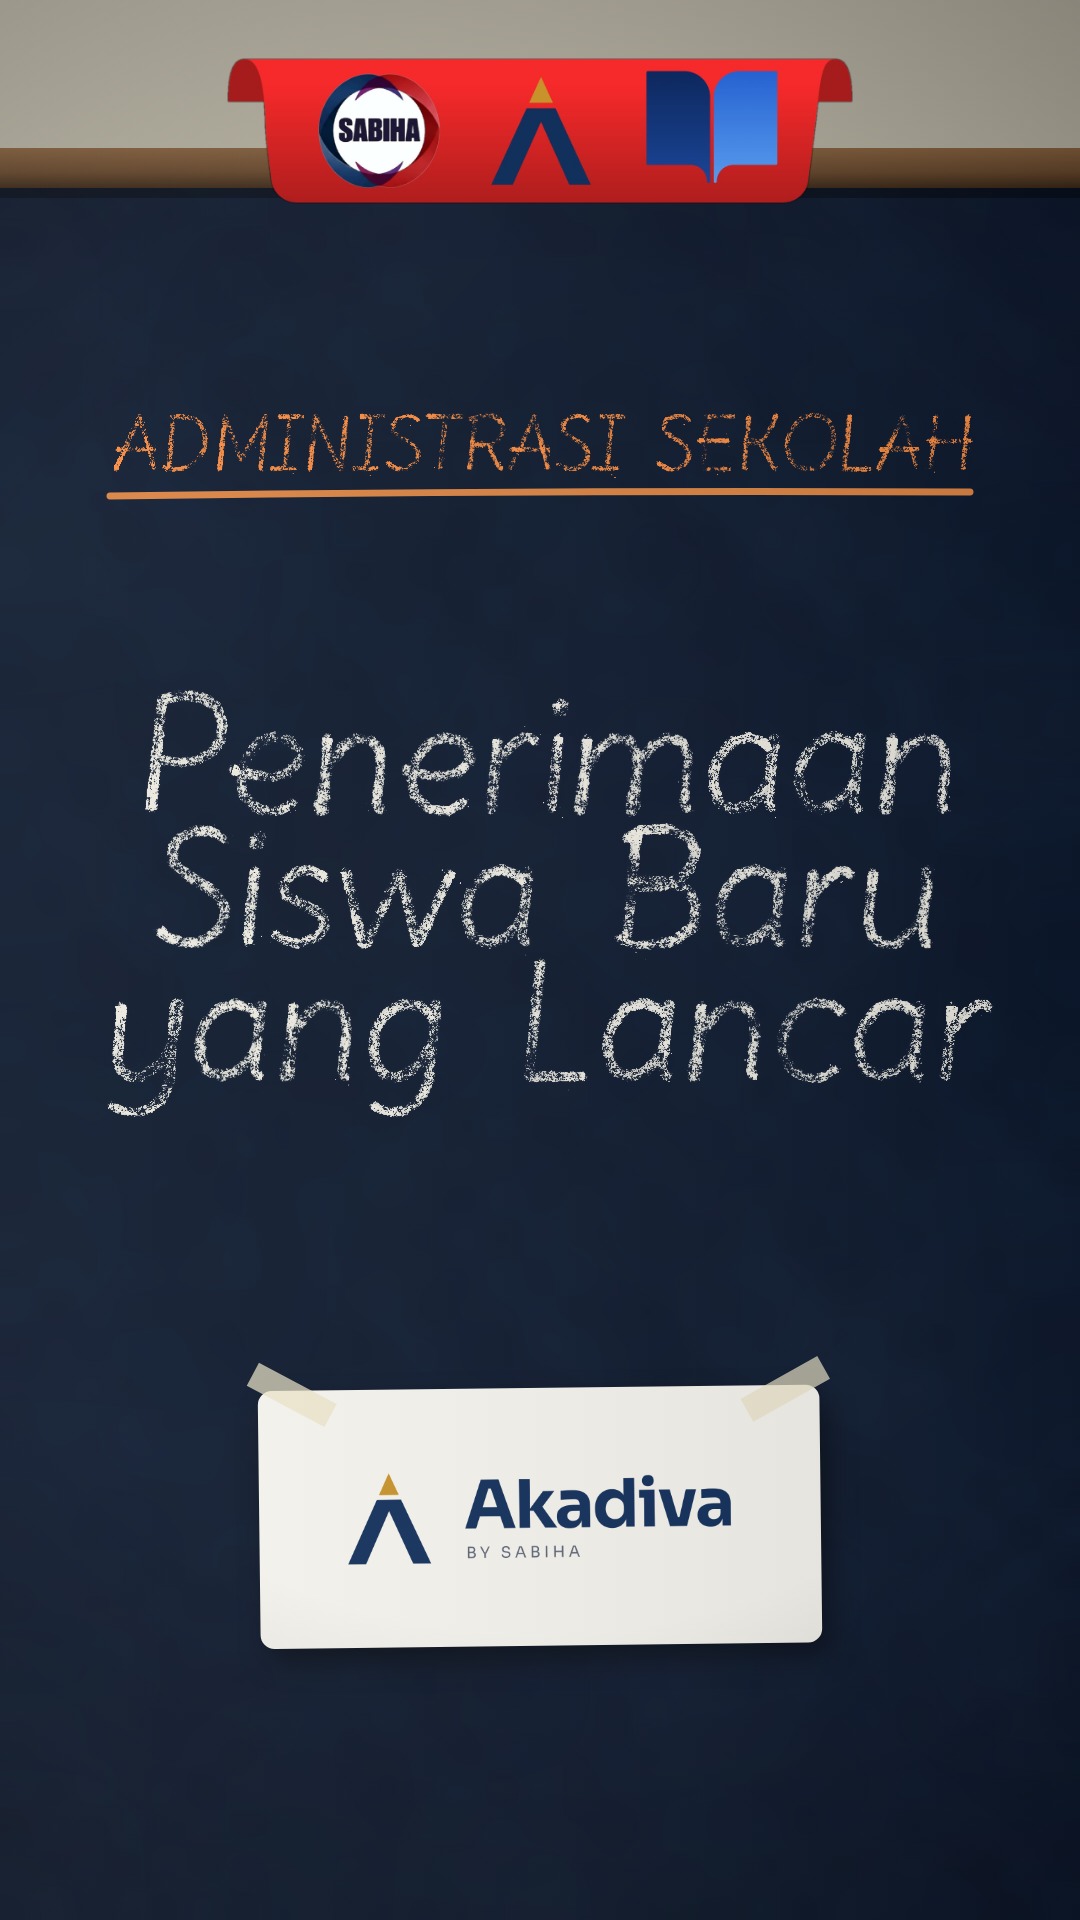 SABIHA
ADMINISTRASI SEKOLAH
Penerimaan
Siswa Baru
yang Lancar
Akadiva
BY SABIHA